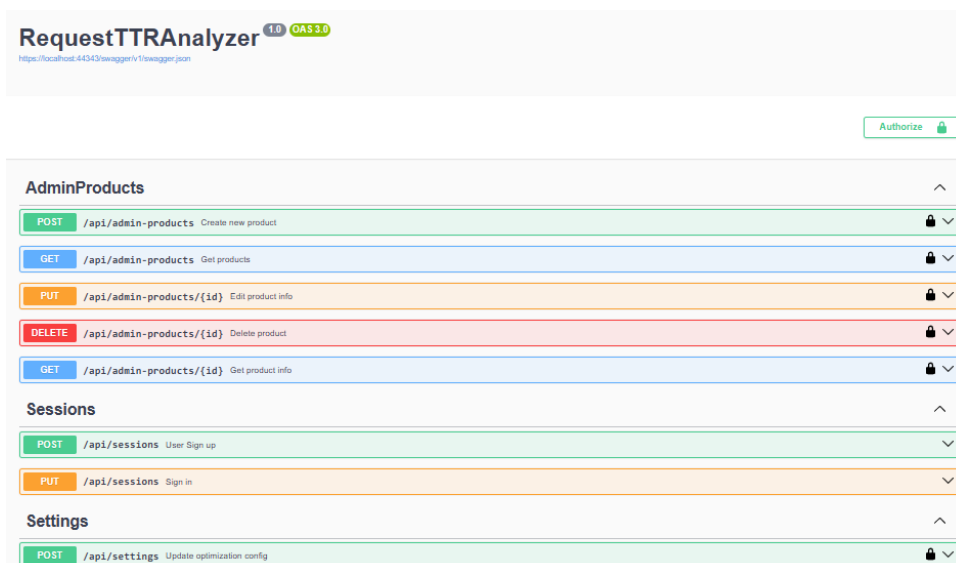 RequestTTRAnalyzer 1.0 OAS 3.0
https://localhost:44343/swagger/v1/swagger.json
Authorize
AdminProducts
POST /api/admin-products Create new product
GET /api/admin-products Get products
PUT /api/admin-products/{id} Edit product info
DELETE /api/admin-products/{id} Delete product
GET /api/admin-products/{id} Get product info
Sessions
POST /api/sessions User Sign up
PUT /api/sessions Sign in
Settings
POST /api/settings Update optimization config